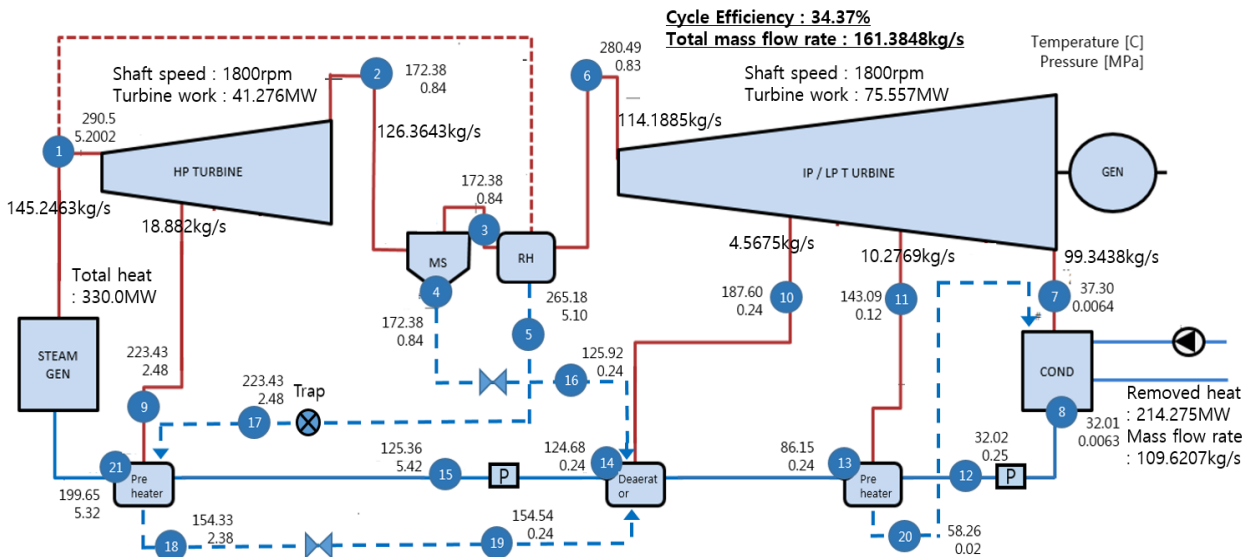 Cycle Efficiency : 34.37%
Total mass flow rate : 161.3848kg/s
Temperature [C]
Pressure [MPa]
Shaft speed : 1800rpm
Turbine work : 41.276MW
2
172.38
0.84
6
280.49
0.83
Shaft speed : 1800rpm
Turbine work : 75.557MW
290.5
5.2002
1
126.3643kg/s
114.1885kg/s
HP TURBINE
IP / LP T URBINE
GEN
145.2463kg/s
18.882kg/s
172.38
0.84
3
MS
RH
4.5675kg/s
10.2769kg/s
99.3438kg/s
Total heat
: 330.0MW
4
172.38
0.84
265.18
5.10
5
187.60
0.24
10
143.09
0.12
11
7
37.30
0.0064
#
STEAM
GEN
223.43
2.48
9
223.43
2.48
17
Trap
125.92
0.24
16
COND
8
32.01
0.0063
Removed heat
: 214.275MW
Mass flow rate
: 109.6207kg/s
21
Pre
heater
199.65
5.32
125.36
5.42
15
P
124.68
0.24
14
Deaerat
or
86.15
0.24
13
Pre
heater
32.02
0.25
12
P
18
154.33
2.38
19
154.54
0.24
20
58.26
0.02